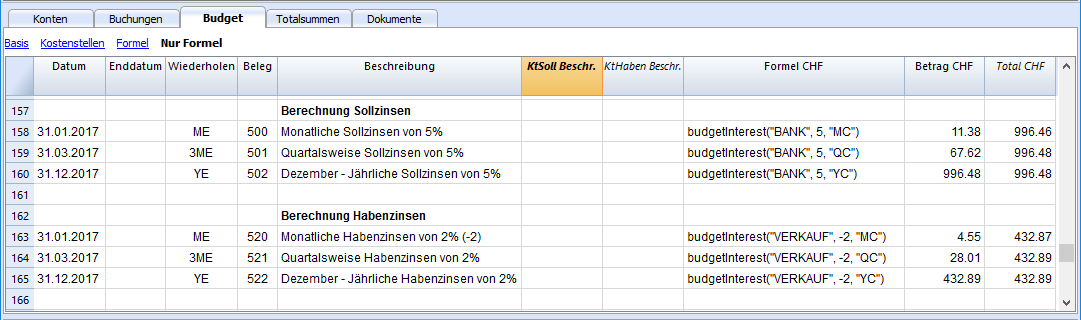 Konten Buchungen Budget Totalsummen Dokumente
Basis Kostenstellen Formel Nur Formel
Datum Enddatum Wiederholen Beleg Beschreibung KtSoll Beschr. KtHaben Beschr. Formel CHF Betrag CHF Total CHF
157 Berechnung Sollzinsen
158 31.01.2017 ME 500 Monatliche Sollzinsen von 5% budgetInterest("BANK", 5, "MC") 11.38 996.46
159 31.03.2017 3ME 501 Quartalsweise Sollzinsen von 5% budgetInterest("BANK", 5, "QC") 67.62 996.48
160 31.12.2017 YE 502 Dezember - Jährliche Sollzinsen von 5% budgetInterest("BANK", 5, "YC") 996.48 996.48
161
162 Berechnung Habenzinsen
163 31.01.2017 ME 520 Monatliche Habenzinsen von 2% (-2) budgetInterest("VERKAUF", -2, "MC") 4.55 432.87
164 31.03.2017 3ME 521 Quartalsweise Habenzinsen von 2% budgetInterest("VERKAUF", -2, "QC") 28.01 432.89
165 31.12.2017 YE 522 Dezember - Jährliche Habenzinsen von 2% budgetInterest("VERKAUF", -2, "YC") 432.89 432.89
166